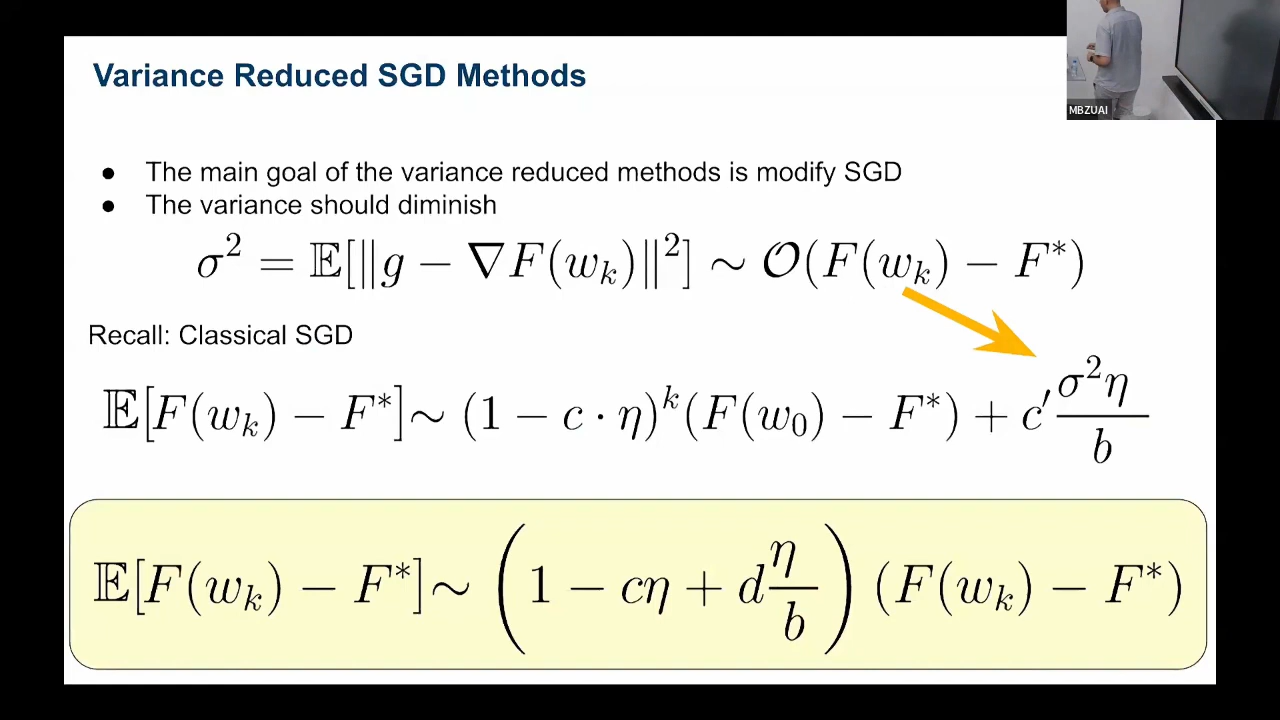 Variance Reduced SGD Methods
MBZUAI
● The main goal of the variance reduced methods is modify SGD
● The variance should diminish
σ² = 𝔼[‖g − ∇F(w_k)‖²] ∼ 𝒪(F(w_k) − F*)
Recall: Classical SGD
𝔼[F(w_k) − F*] ∼ (1 − c · η)^k (F(w_0) − F*) + c′ σ²η / b
𝔼[F(w_k) − F*] ∼ (1 − cη + d η / b) (F(w_k) − F*)